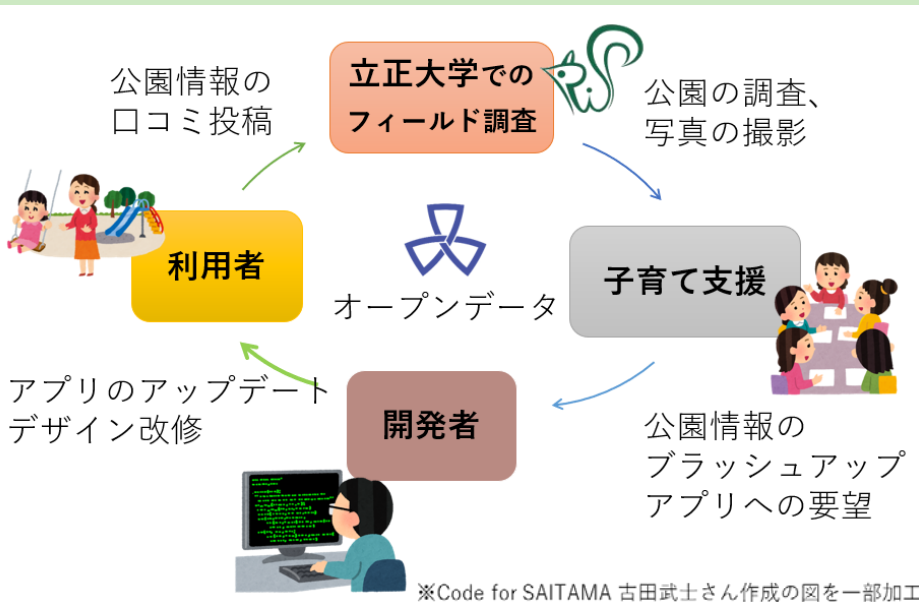 公園情報の
口コミ投稿
立正大学での
フィールド調査
公園の調査、
写真の撮影
利用者
オープンデータ
子育て支援
アプリのアップデート
デザイン改修
開発者
公園情報の
ブラッシュアップ
アプリへの要望
※Code for SAITAMA 古田武士さん作成の図を一部加工